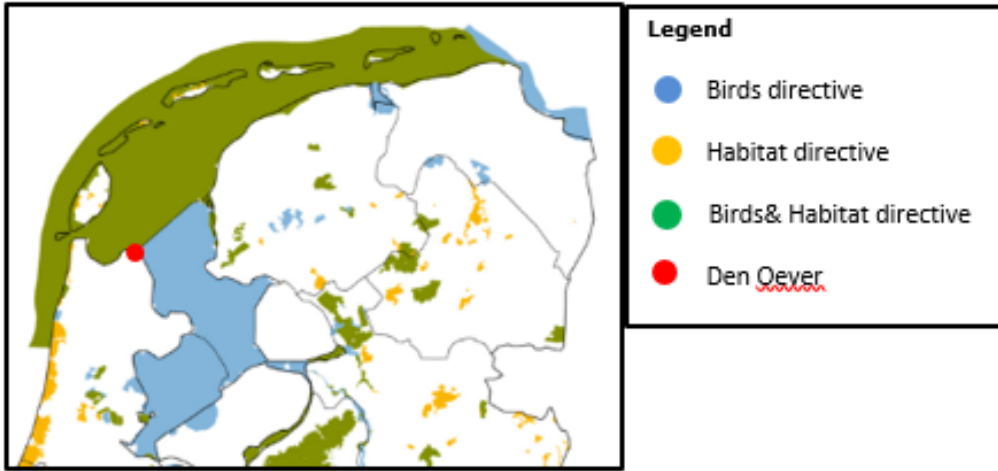 Legend
Birds directive
Habitat directive
Birds& Habitat directive
Den Oever